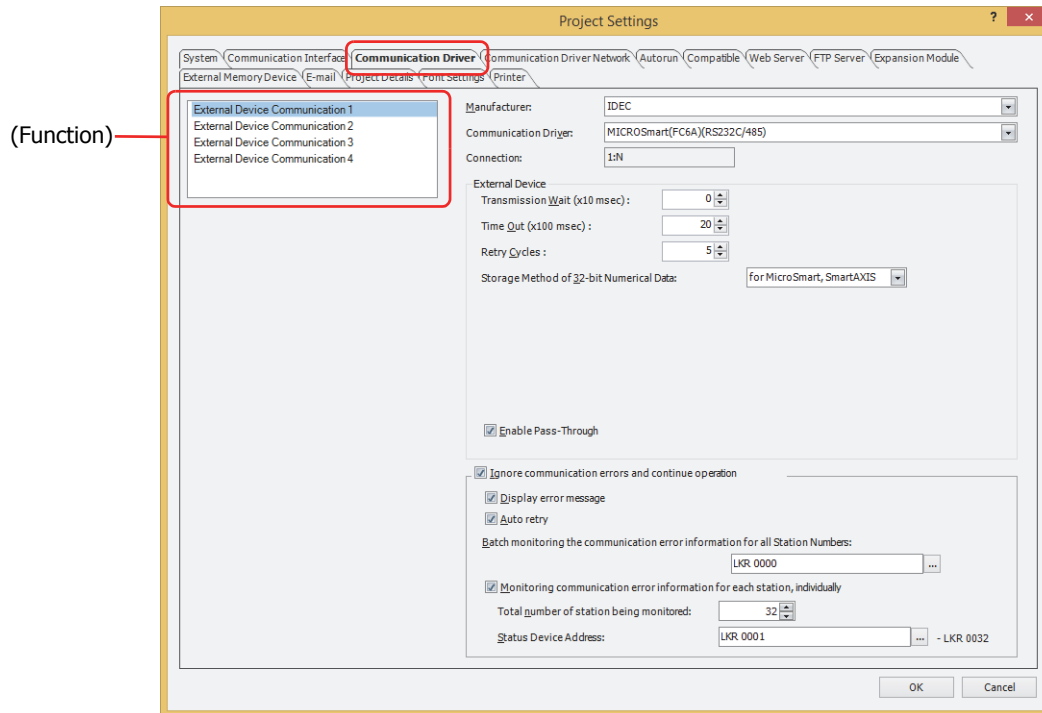 Project Settings
? ×
System Communication Interface Communication Driver Communication Driver Network Autorun Compatible Web Server FTP Server Expansion Module
External Memory Device E-mail Project Details Font Settings Printer
(Function)
External Device Communication 1
External Device Communication 2
External Device Communication 3
External Device Communication 4
Manufacturer: IDEC
Communication Driver: MICROSmart(FC6A)(RS232C/485)
Connection: 1:N
External Device
Transmission Wait (x10 msec) : 0
Time Out (x100 msec) : 20
Retry Cycles : 5
Storage Method of 32-bit Numerical Data: for MicroSmart, SmartAXIS
Enable Pass-Through
Ignore communication errors and continue operation
Display error message
Auto retry
Batch monitoring the communication error information for all Station Numbers:
LKR 0000 ...
Monitoring communication error information for each station, individually
Total number of station being monitored: 32
Status Device Address: LKR 0001 ... - LKR 0032
OK Cancel